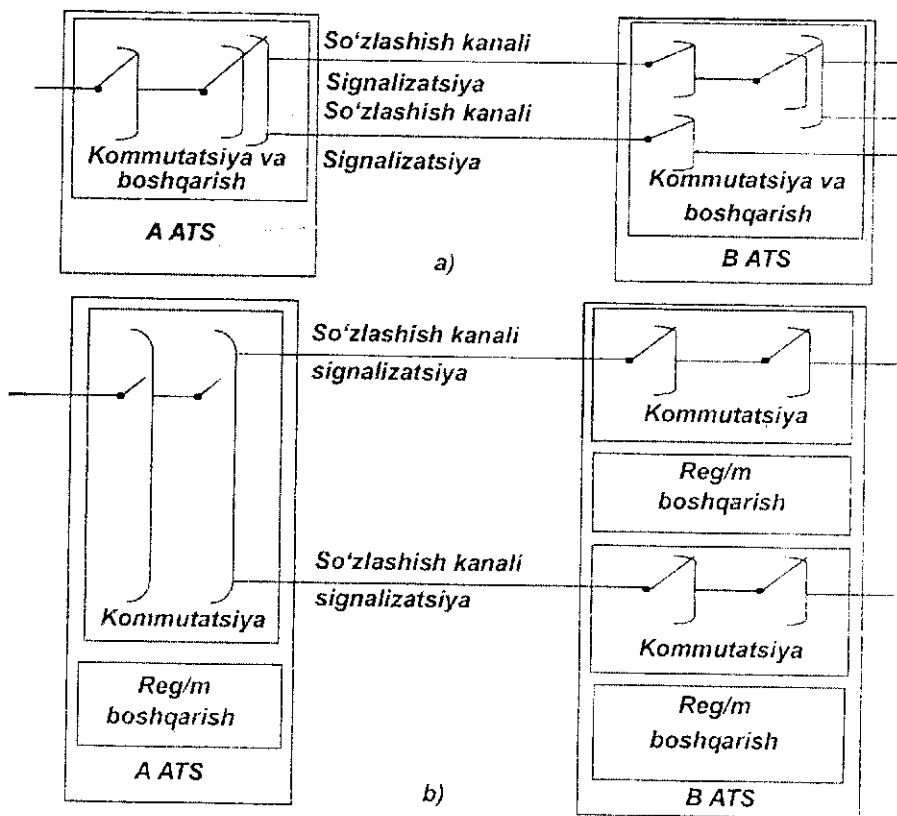 So‘zlashish kanali
Signalizatsiya
So‘zlashish kanali
Signalizatsiya
Kommutatsiya va
boshqarish
A ATS
Kommutatsiya va
boshqarish
B ATS
a)
So‘zlashish kanali
signalizatsiya
So‘zlashish kanali
signalizatsiya
Kommutatsiya
Reg/m
boshqarish
A ATS
Kommutatsiya
Reg/m
boshqarish
Kommutatsiya
Reg/m
boshqarish
B ATS
b)